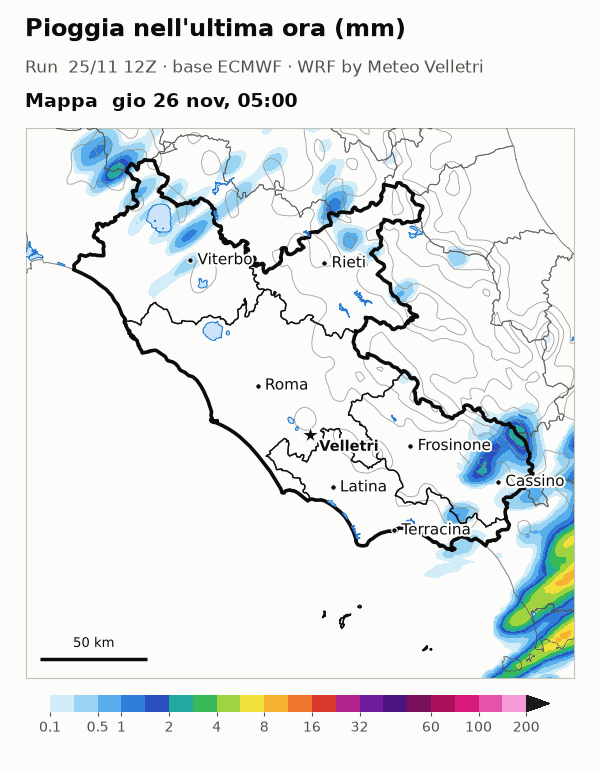 Pioggia nell'ultima ora (mm)
Run  25/11 12Z · base ECMWF · WRF by Meteo Velletri
Mappa  gio 26 nov, 05:00
Viterbo
Rieti
Roma
Velletri
Frosinone
Cassino
Latina
Terracina
50 km
0.1 0.5 1 2 4 8 16 32 60 100 200